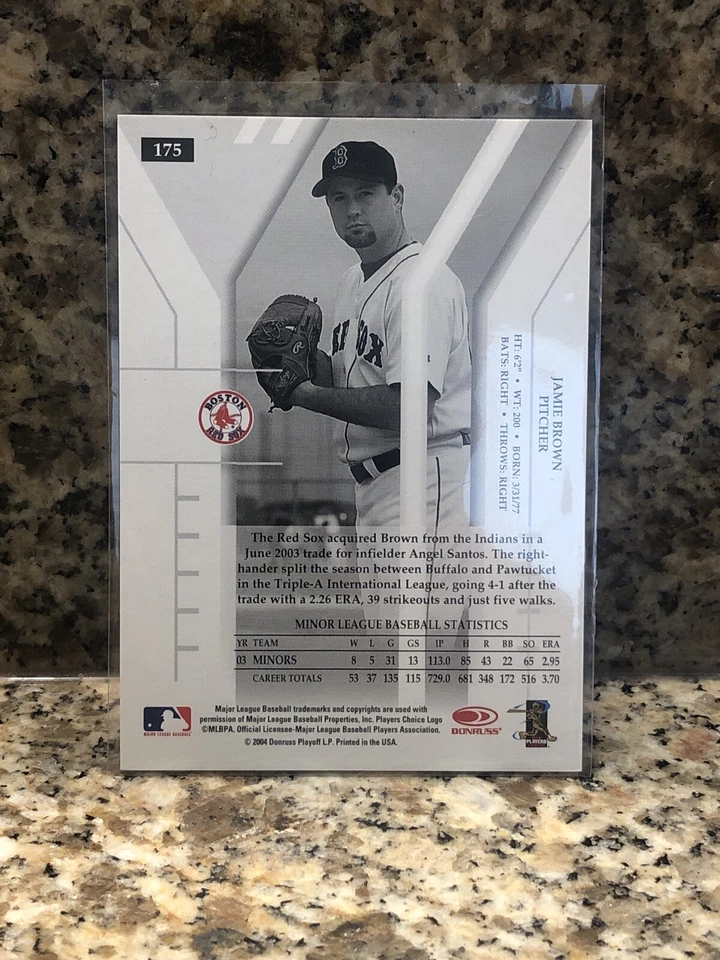 175
B
RED SOX
JAMIE BROWN
PITCHER
HT: 6'2" • WT: 200 • BORN: 3/31/77
BATS: RIGHT • THROWS: RIGHT
BOSTON
RED SOX
The Red Sox acquired Brown from the Indians in a
June 2003 trade for infielder Angel Santos. The right-
hander split the season between Buffalo and Pawtucket
in the Triple-A International League, going 4-1 after the
trade with a 2.26 ERA, 39 strikeouts and just five walks.
MINOR LEAGUE BASEBALL STATISTICS
YR TEAM W L G GS IP H R BB SO ERA
03 MINORS 8 5 31 13 113.0 85 43 22 65 2.95
CAREER TOTALS 53 37 135 115 729.0 681 348 172 516 3.70
Major League Baseball trademarks and copyrights are used with
permission of Major League Baseball Properties, Inc. Players Choice Logo
©MLBPA. Official Licensee-Major League Baseball Players Association.
© 2004 Donruss Playoff L.P. Printed in the USA.
MAJOR LEAGUE BASEBALL
DONRUSS
PLAYERS